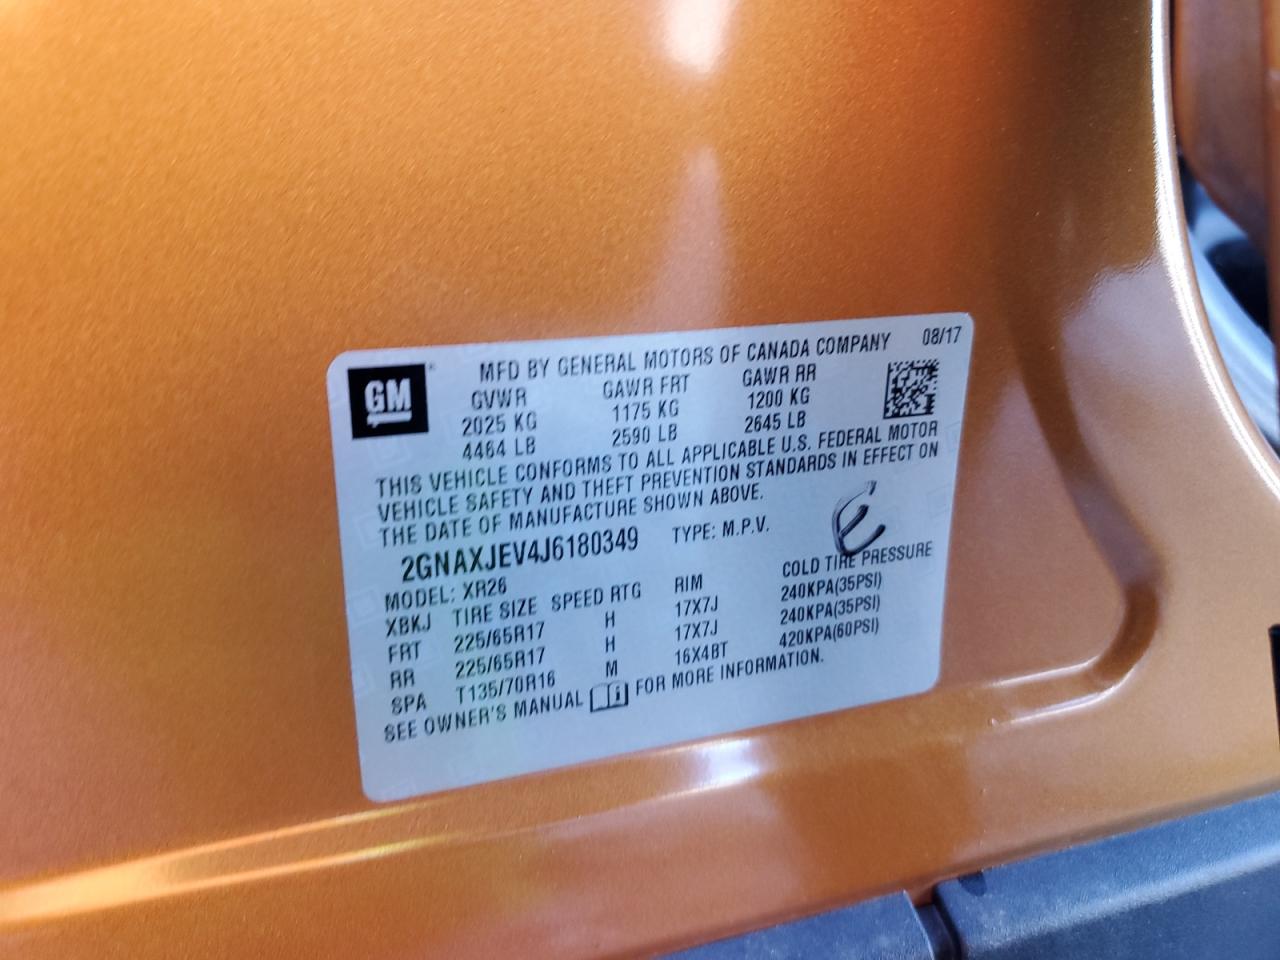 GM
MFD BY GENERAL MOTORS OF CANADA COMPANY 08/17
GVWR GAWR FRT GAWR RR
2025 KG 1175 KG 1200 KG
4464 LB 2590 LB 2645 LB
THIS VEHICLE CONFORMS TO ALL APPLICABLE U.S. FEDERAL MOTOR
VEHICLE SAFETY AND THEFT PREVENTION STANDARDS IN EFFECT ON
THE DATE OF MANUFACTURE SHOWN ABOVE.
2GNAXJEV4J6180349 TYPE: M.P.V.
MODEL: XR26
XBKJ TIRE SIZE SPEED RTG RIM COLD TIRE PRESSURE
FRT 225/65R17 H 17X7J 240KPA(35PSI)
RR 225/65R17 H 17X7J 240KPA(35PSI)
SPA T135/70R16 M 16X4BT 420KPA(60PSI)
SEE OWNER'S MANUAL FOR MORE INFORMATION.